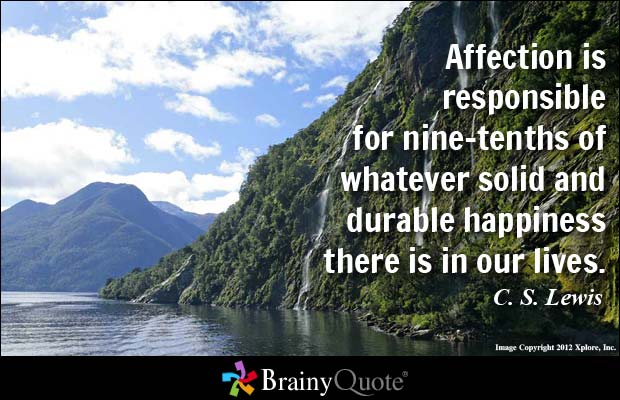 Affection is
responsible
for nine-tenths of
whatever solid and
durable happiness
there is in our lives.
C. S. Lewis
Image Copyright 2012 Xplore, Inc.
BrainyQuote®